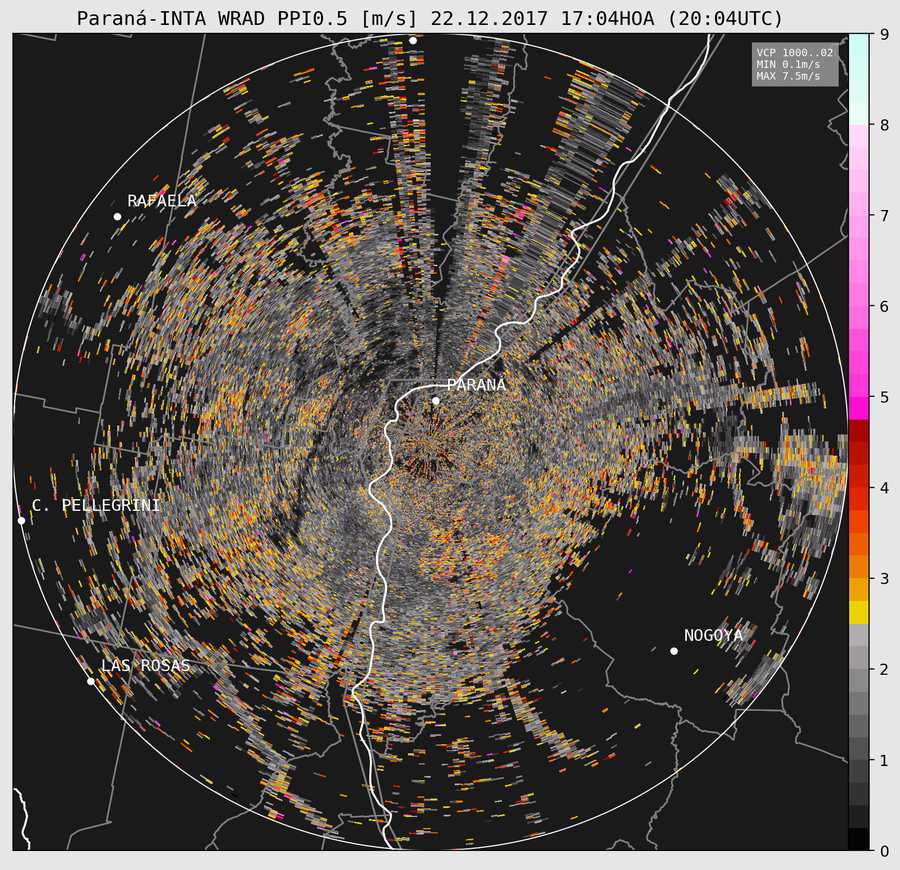 Paraná-INTA WRAD PPI0.5 [m/s] 22.12.2017 17:04HOA (20:04UTC)
VCP 1000..02
MIN 0.1m/s
MAX 7.5m/s
RAFAELA
PARANA
C. PELLEGRINI
NOGOYA
LAS ROSAS
9
8
7
6
5
4
3
2
1
0